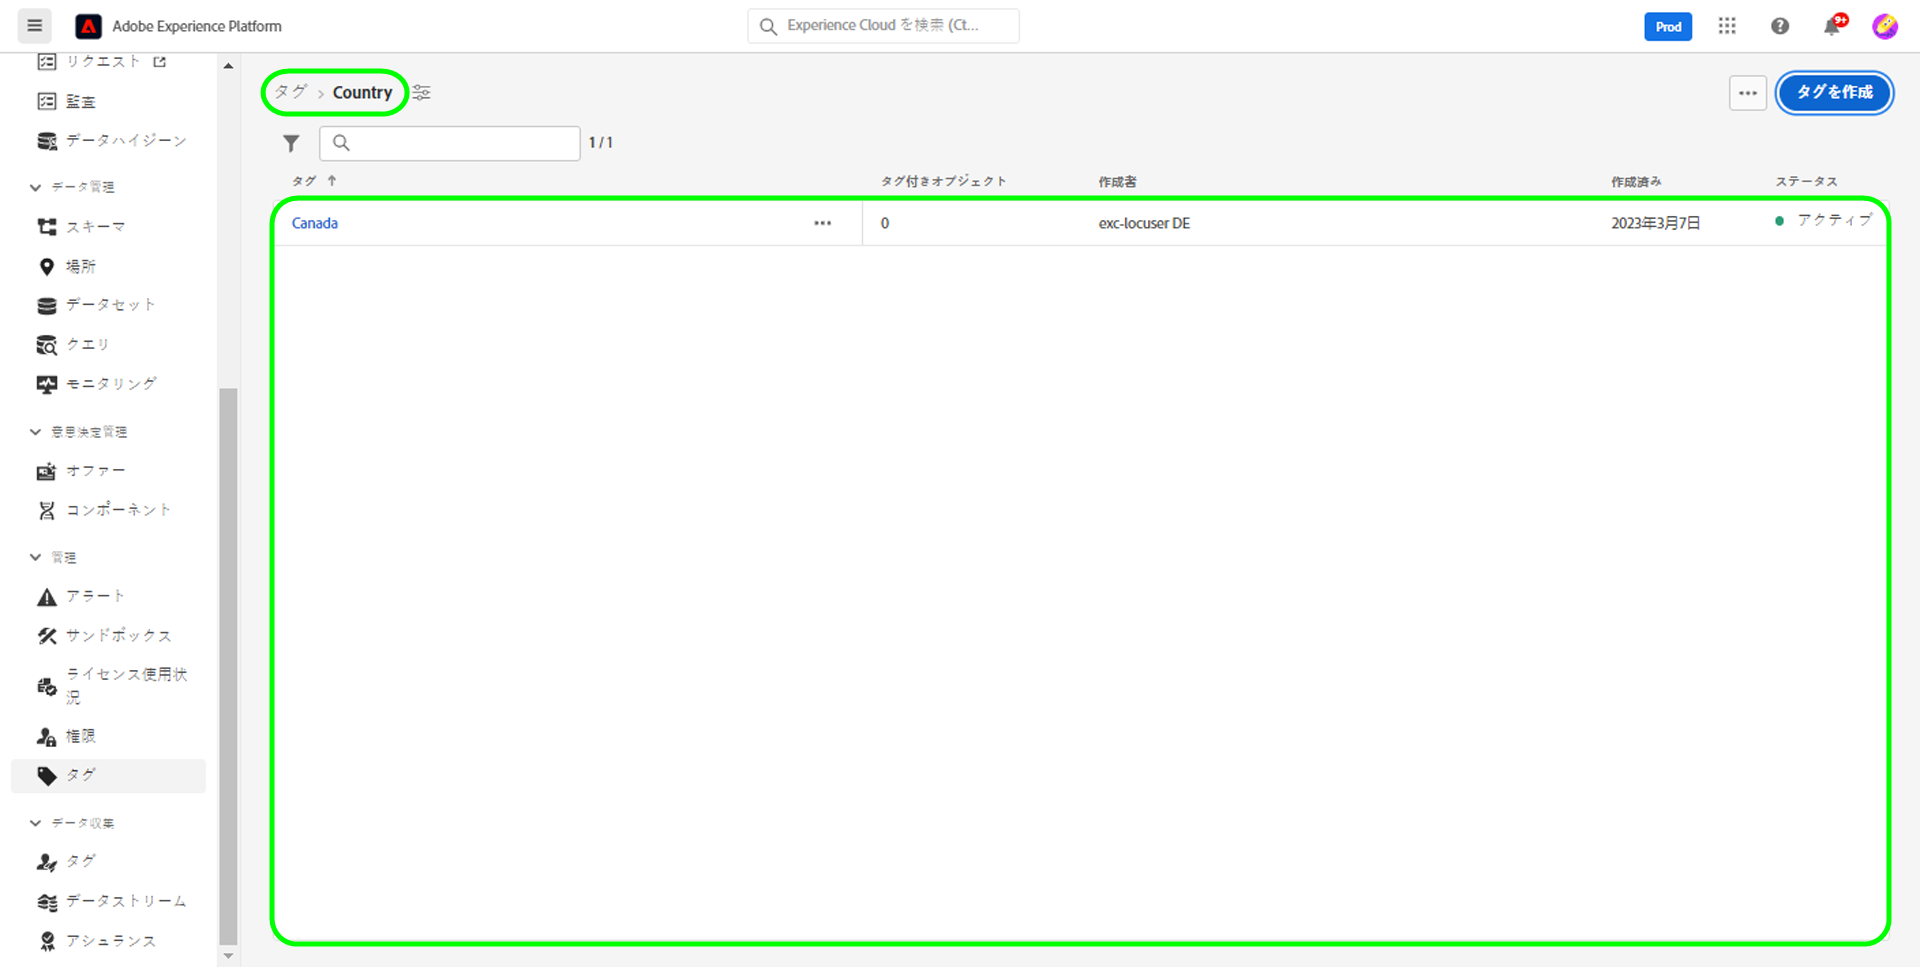 Adobe Experience Platform
Experience Cloud を検索 (Ct...
Prod
9+
リクエスト
監査
データハイジーン
データ管理
スキーマ
場所
データセット
クエリ
モニタリング
意思決定管理
オファー
コンポーネント
管理
アラート
サンドボックス
ライセンス使用状
況
権限
タグ
データ収集
タグ
データストリーム
アシュランス
タグ > Country
タグを作成
1 / 1
タグ ↑ タグ付きオブジェクト 作成者 作成済み ステータス
Canada 0 exc-locuser DE 2023年3月7日 アクティブ